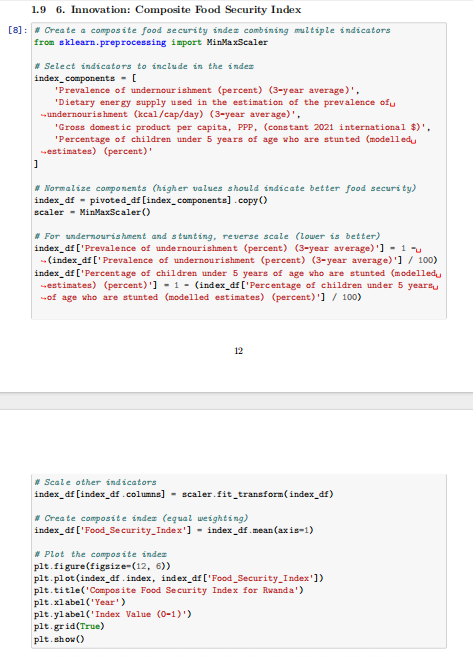 1.9 6. Innovation: Composite Food Security Index
[8]: # Create a composite food security index combining multiple indicators
from sklearn.preprocessing import MinMaxScaler
# Select indicators to include in the index
index_components = [
'Prevalence of undernourishment (percent) (3-year average)',
'Dietary energy supply used in the estimation of the prevalence of␣
↪undernourishment (kcal/cap/day) (3-year average)',
'Gross domestic product per capita, PPP, (constant 2021 international $)',
'Percentage of children under 5 years of age who are stunted (modelled␣
↪estimates) (percent)'
]
# Normalize components (higher values should indicate better food security)
index_df = pivoted_df[index_components].copy()
scaler = MinMaxScaler()
# For undernourishment and stunting, reverse scale (lower is better)
index_df['Prevalence of undernourishment (percent) (3-year average)'] = 1 -␣
↪(index_df['Prevalence of undernourishment (percent) (3-year average)'] / 100)
index_df['Percentage of children under 5 years of age who are stunted (modelled␣
↪estimates) (percent)'] = 1 - (index_df['Percentage of children under 5 years␣
↪of age who are stunted (modelled estimates) (percent)'] / 100)
12
# Scale other indicators
index_df[index_df.columns] = scaler.fit_transform(index_df)
# Create composite index (equal weighting)
index_df['Food_Security_Index'] = index_df.mean(axis=1)
# Plot the composite index
plt.figure(figsize=(12, 6))
plt.plot(index_df.index, index_df['Food_Security_Index'])
plt.title('Composite Food Security Index for Rwanda')
plt.xlabel('Year')
plt.ylabel('Index Value (0-1)')
plt.grid(True)
plt.show()